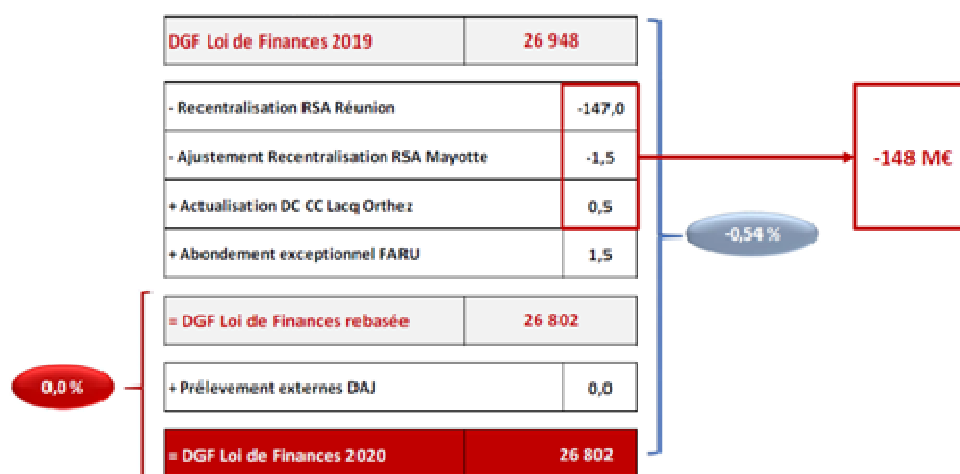 DGF Loi de Finances 2019 26 948
- Recentralisation RSA Réunion -147,0
- Ajustement Recentralisation RSA Mayotte -1,5
-148 M€
+ Actualisation DC CC Lacq Orthez 0,5
-0,54 %
+ Abondement exceptionnel FARU 1,5
= DGF Loi de Finances rebasée 26 802
0,0 %
+ Prélevement externes DAJ 0,0
= DGF Loi de Finances 2020 26 802